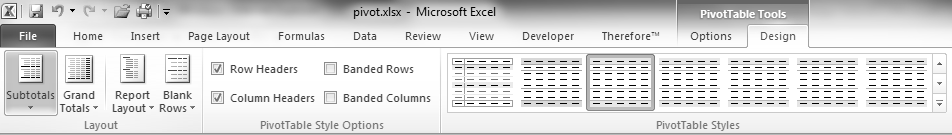 pivot.xlsx - Microsoft Excel
PivotTable Tools
File Home Insert Page Layout Formulas Data Review View Developer Therefore™ Options Design
Subtotals
Grand Totals
Report Layout
Blank Rows
Layout
Row Headers
Banded Rows
Column Headers
Banded Columns
PivotTable Style Options
PivotTable Styles